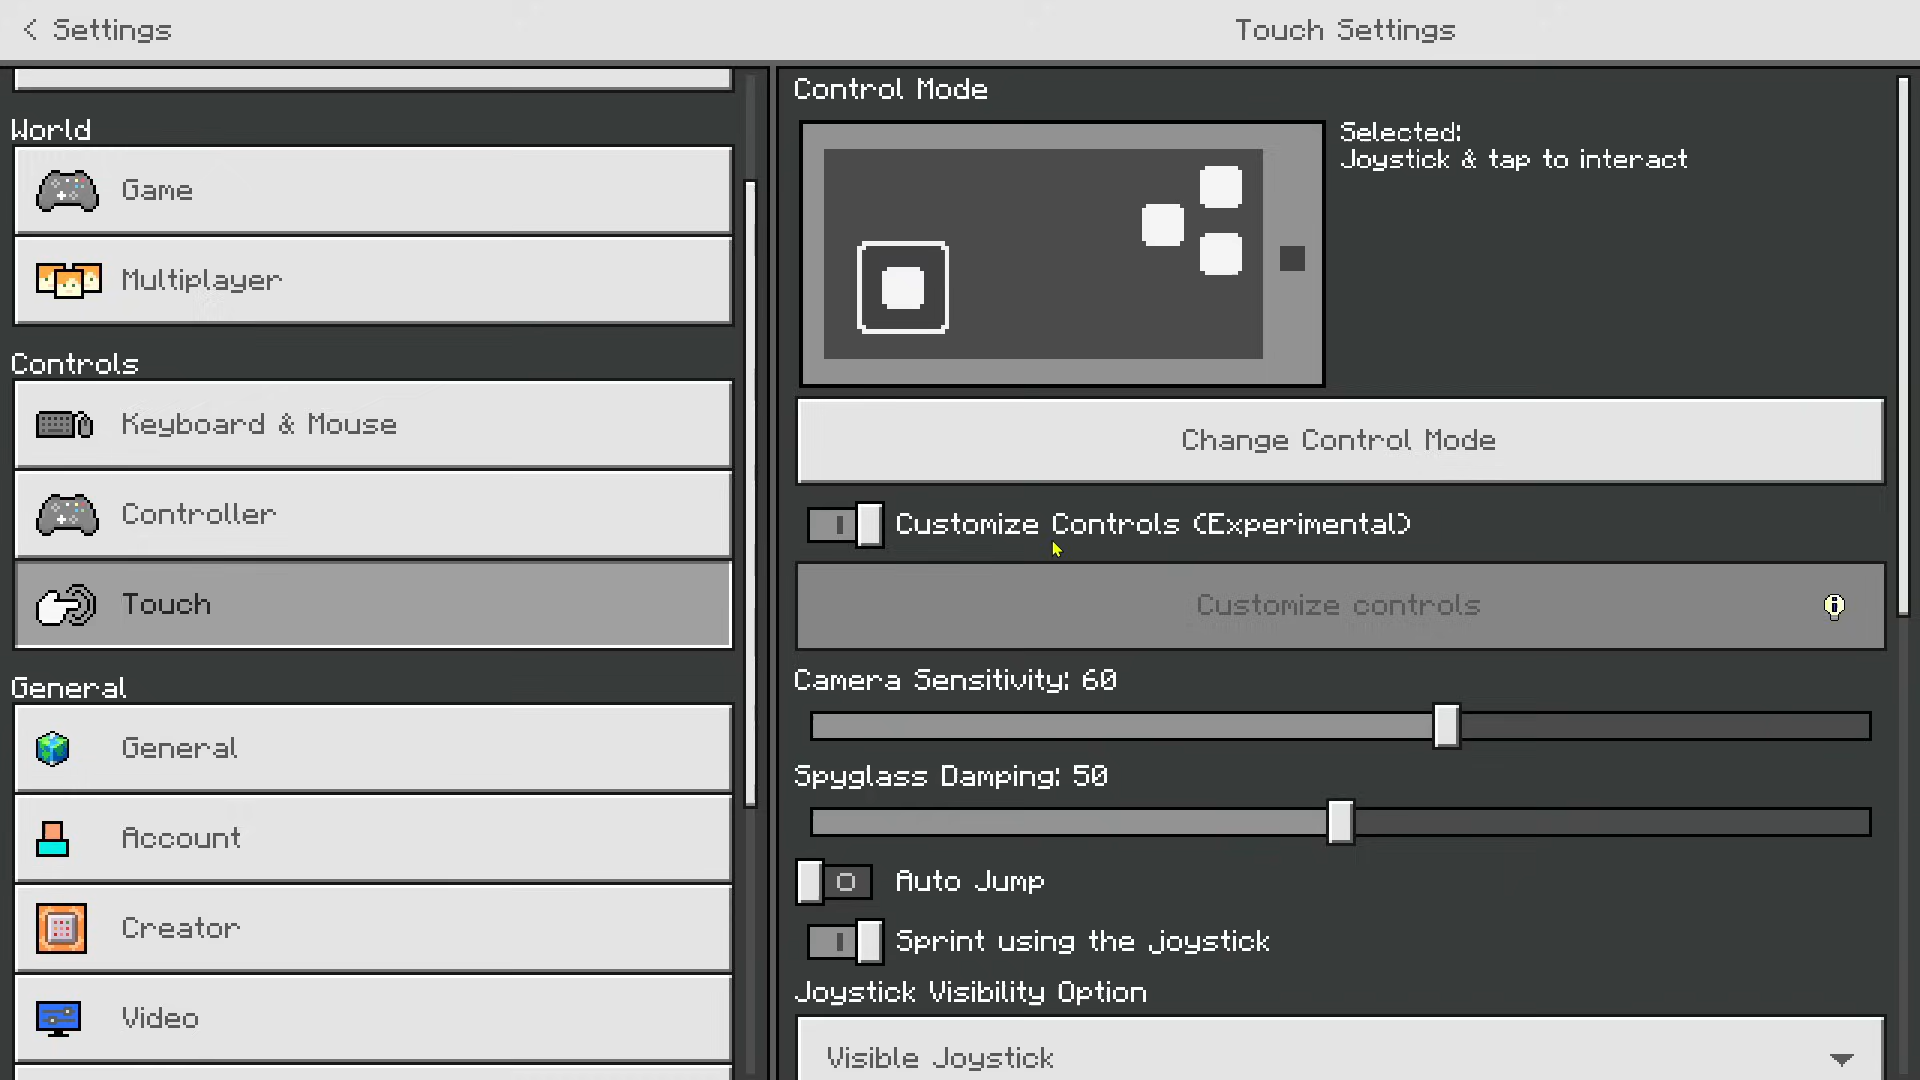 Settings
Touch Settings
World
Game
Multiplayer
Controls
Keyboard & Mouse
Controller
Touch
General
General
Account
Creator
Video
Control Mode
Selected:
Joystick & tap to interact
Change Control Mode
Customize Controls (Experimental)
Customize controls
Camera Sensitivity: 60
Spyglass Damping: 50
Auto Jump
Sprint using the joystick
Joystick Visibility Option
Visible Joystick